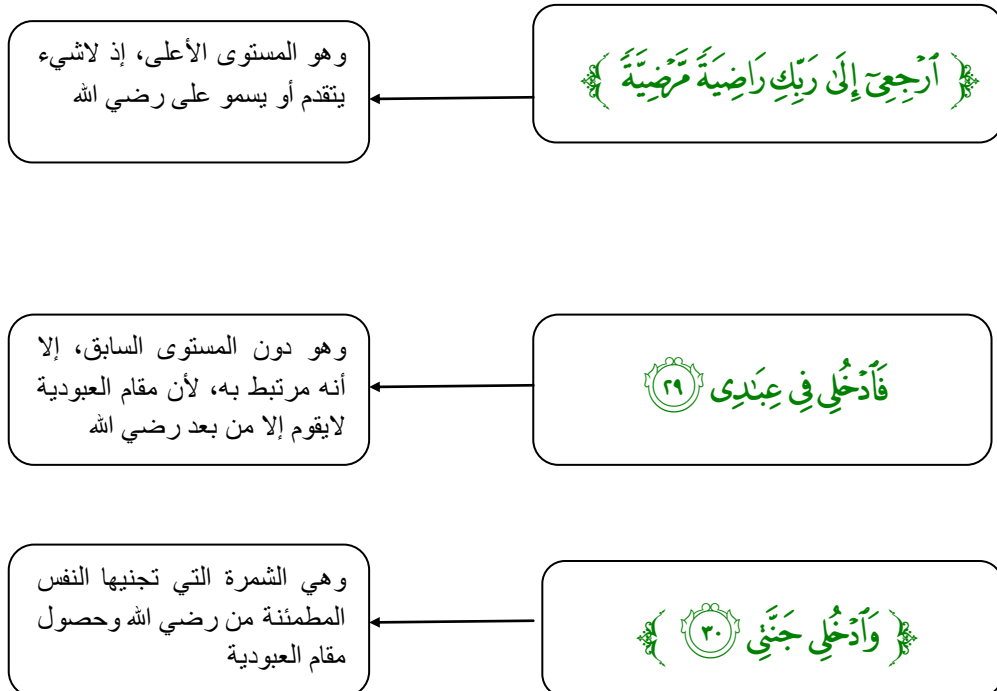 ﴿ ٱرۡجِعِيٓ إِلَىٰ رَبِّكِ رَاضِيَةٗ مَّرۡضِيَّةٗ ﴾
وهو المستوى الأعلى، إذ لاشيء
يتقدم أو يسمو على رضي الله
فَٱدۡخُلِي فِي عِبَٰدِي ٢٩
وهو دون المستوى السابق، إلا
أنه مرتبط به، لأن مقام العبودية
لايقوم إلا من بعد رضي الله
﴿ وَٱدۡخُلِي جَنَّتِي ٣٠ ﴾
وهي الشمرة التي تجنيها النفس
المطمئنة من رضي الله وحصول
مقام العبودية